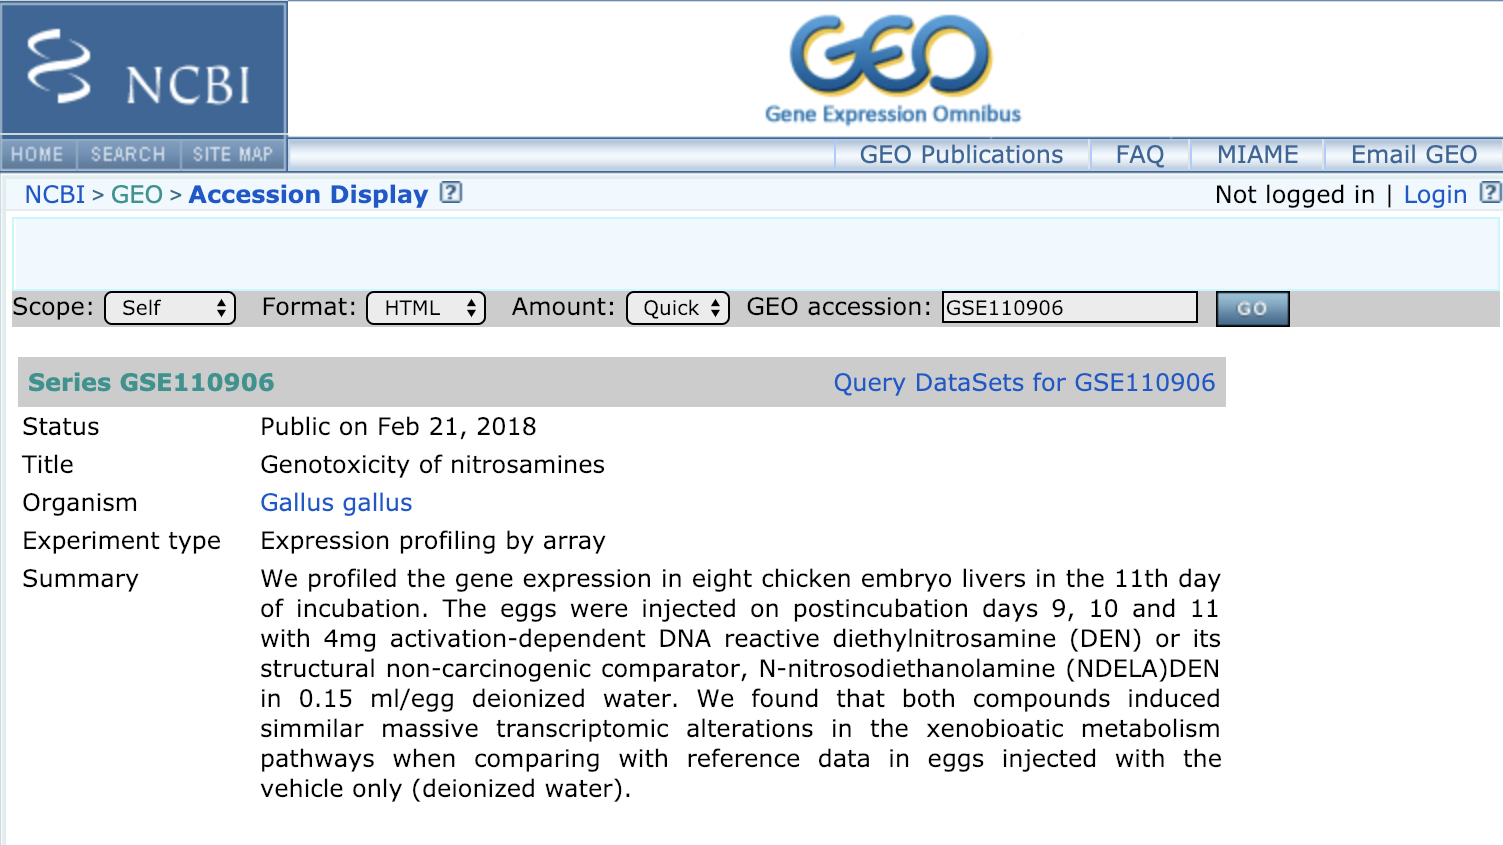 NCBI
GEO
Gene Expression Omnibus
HOME SEARCH SITE MAP GEO Publications FAQ MIAME Email GEO
NCBI > GEO > Accession Display ? Not logged in | Login ?
Scope: Self Format: HTML Amount: Quick GEO accession: GSE110906 GO
Series GSE110906 Query DataSets for GSE110906
Status Public on Feb 21, 2018
Title Genotoxicity of nitrosamines
Organism Gallus gallus
Experiment type Expression profiling by array
Summary We profiled the gene expression in eight chicken embryo livers in the 11th day
of incubation. The eggs were injected on postincubation days 9, 10 and 11
with 4mg activation-dependent DNA reactive diethylnitrosamine (DEN) or its
structural non-carcinogenic comparator, N-nitrosodiethanolamine (NDELA)DEN
in 0.15 ml/egg deionized water. We found that both compounds induced
simmilar massive transcriptomic alterations in the xenobioatic metabolism
pathways when comparing with reference data in eggs injected with the
vehicle only (deionized water).